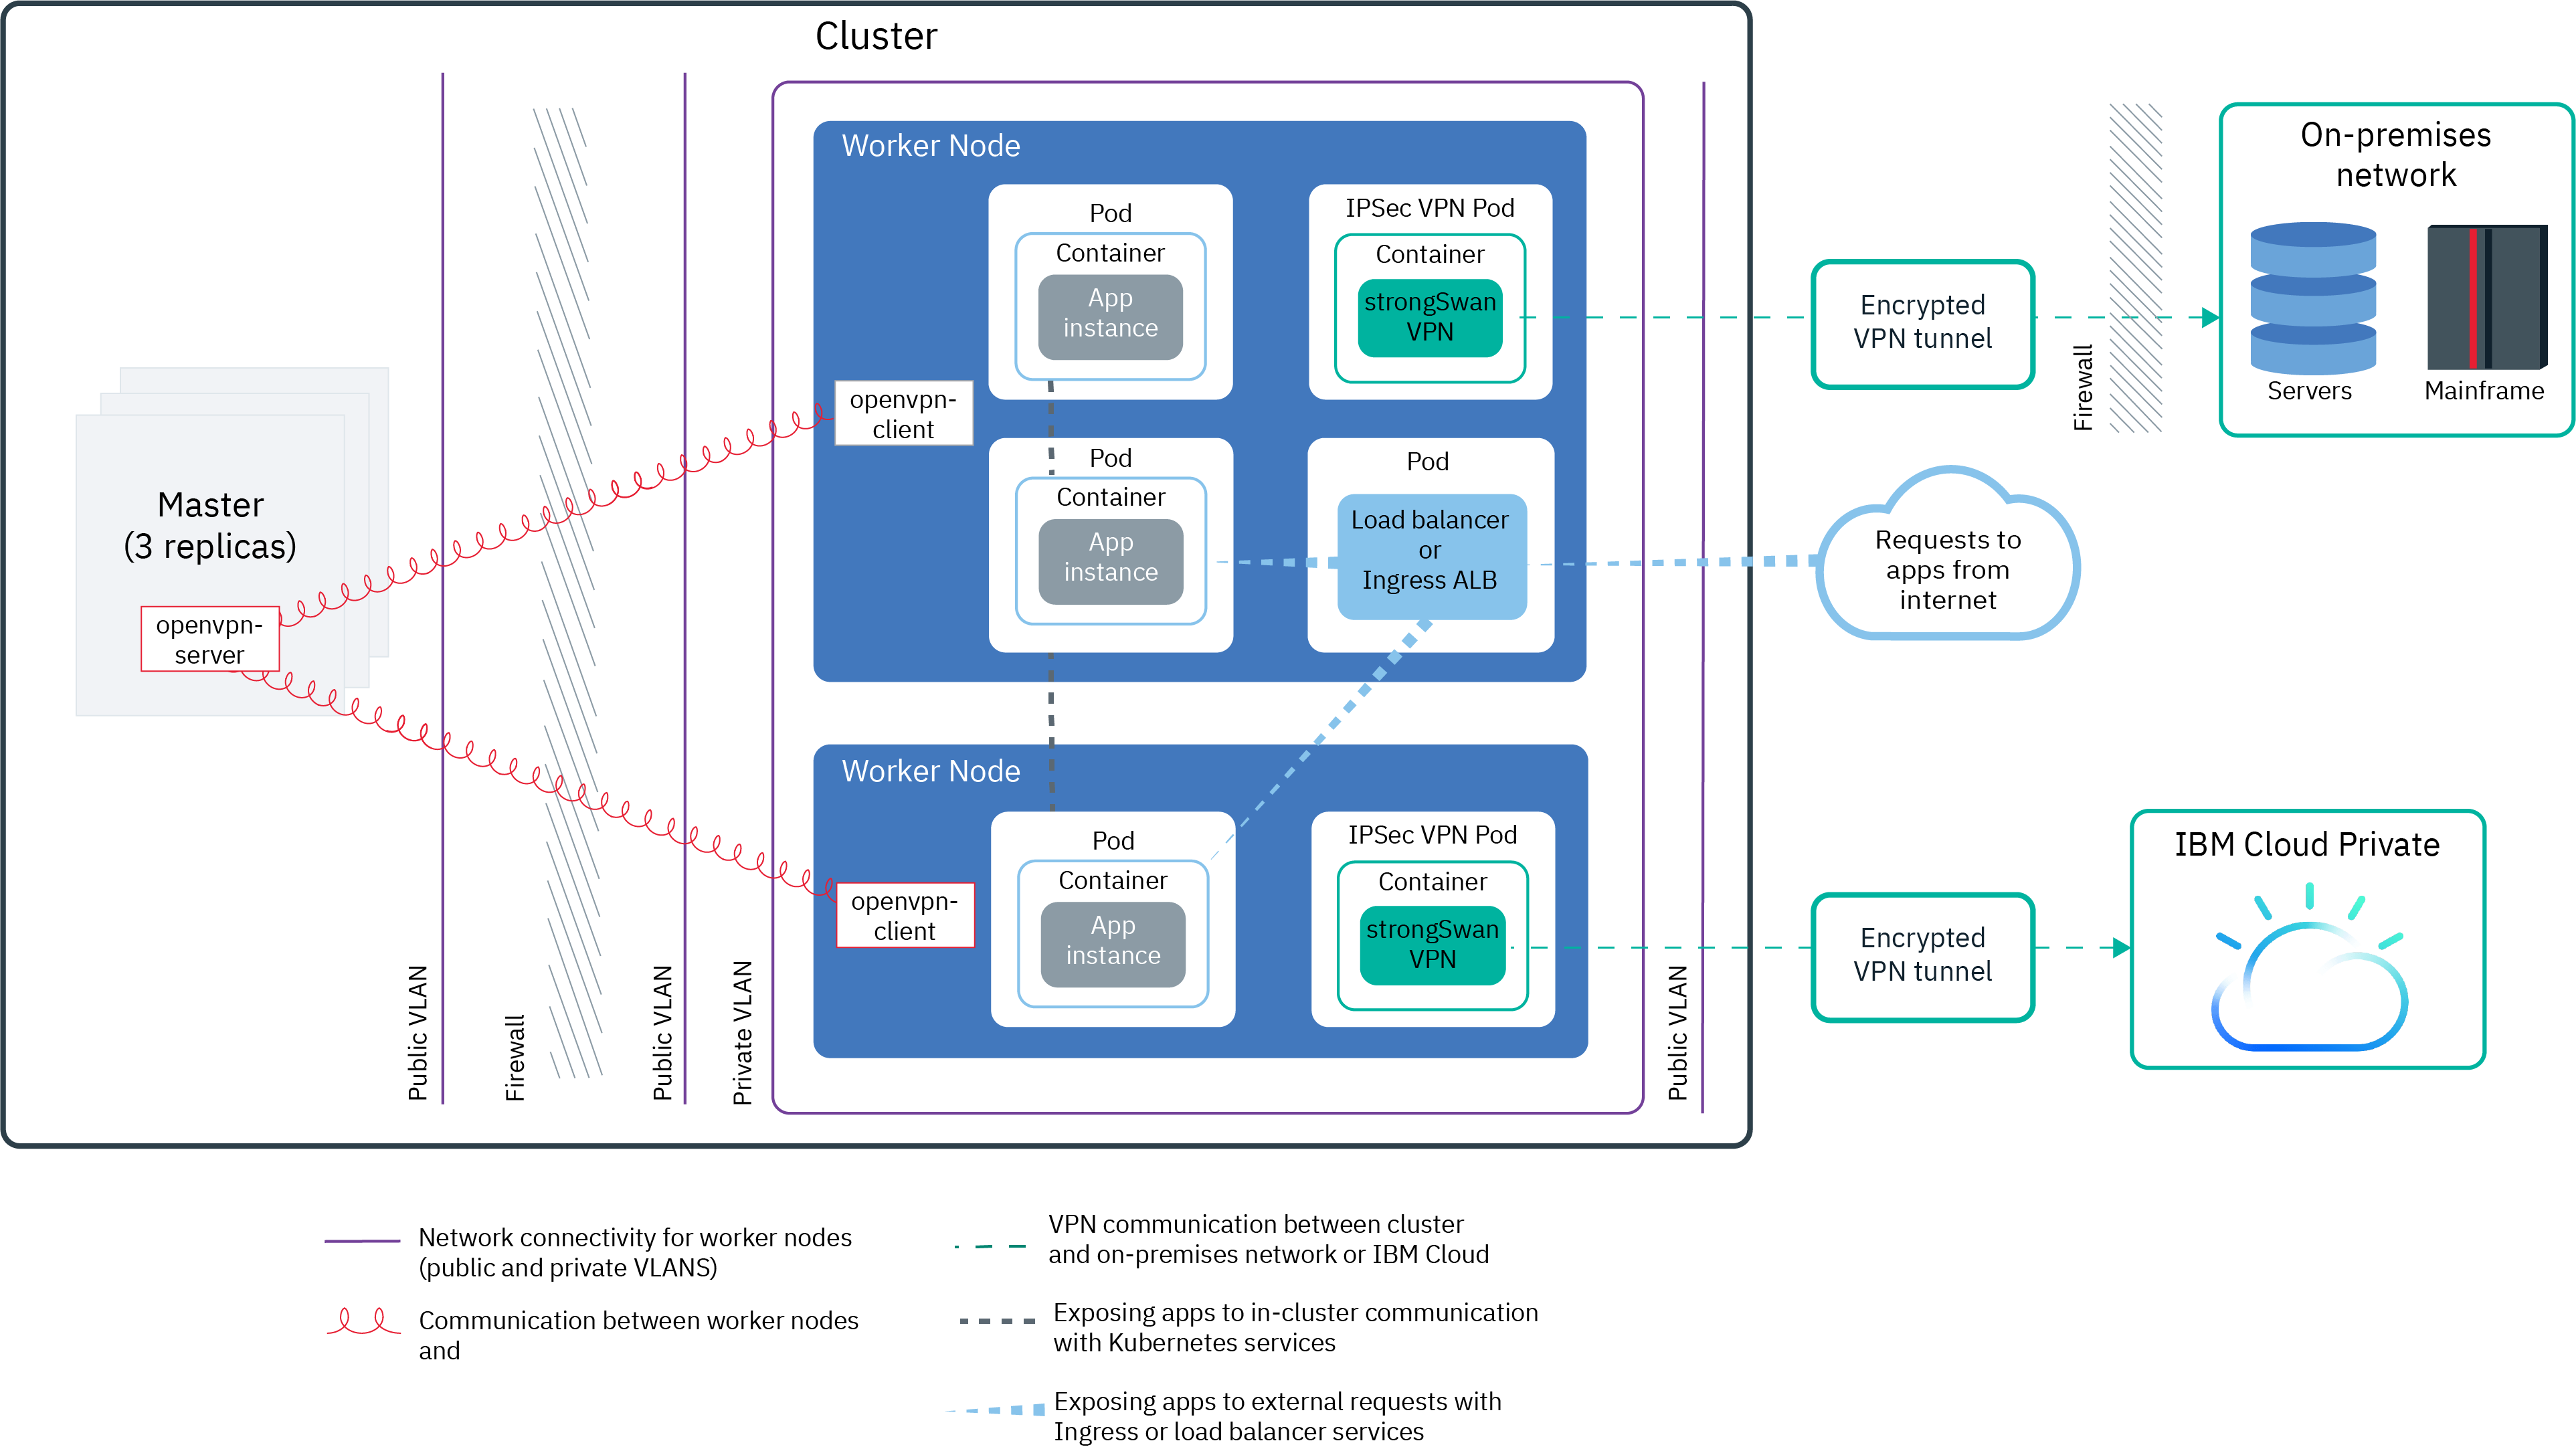 Cluster
Worker Node
Pod
Container
App
instance
IPSec VPN Pod
Container
strongSwan
VPN
openvpn-
client
Pod
Container
App
instance
Pod
Load balancer
or
Ingress ALB
Master
(3 replicas)
openvpn-
server
Worker Node
Pod
Container
App
instance
IPSec VPN Pod
Container
strongSwan
VPN
openvpn-
client
Public VLAN
Firewall
Public VLAN
Private VLAN
Public VLAN
Encrypted
VPN tunnel
Firewall
On-premises
network
Servers
Mainframe
Requests to
apps from
internet
Encrypted
VPN tunnel
IBM Cloud Private
Network connectivity for worker nodes
(public and private VLANS)
Communication between worker nodes
and
VPN communication between cluster
and on-premises network or IBM Cloud
Exposing apps to in-cluster communication
with Kubernetes services
Exposing apps to external requests with
Ingress or load balancer services